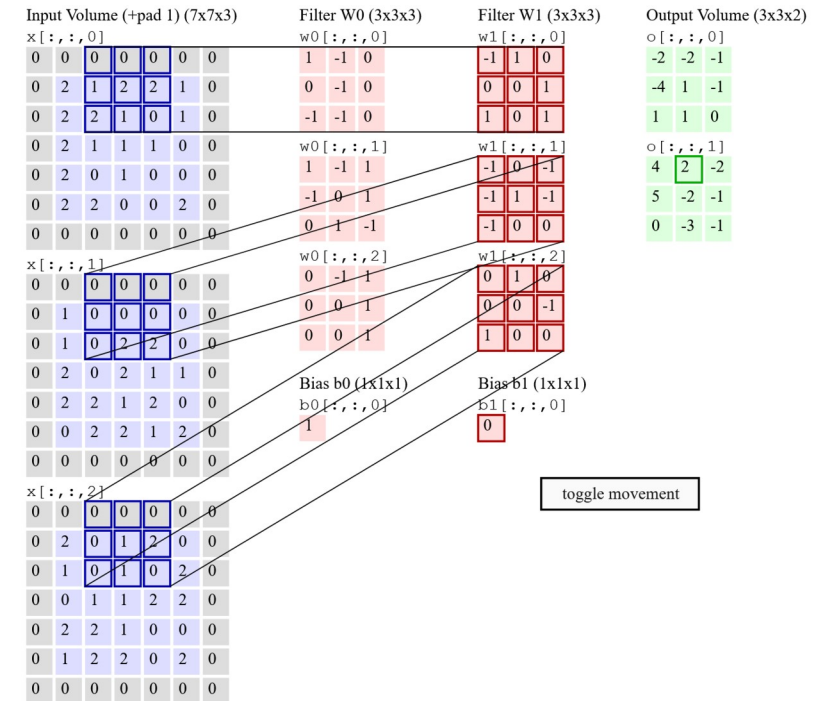 Input Volume (+pad 1) (7x7x3)
x[:,:,0]
0 0 0 0 0 0 0
0 2 1 2 2 1 0
0 2 2 1 0 1 0
0 2 1 1 1 0 0
0 2 0 1 0 0 0
0 2 2 0 0 2 0
0 0 0 0 0 0 0
x[:,:,1]
0 0 0 0 0 0 0
0 1 0 0 0 0 0
0 1 0 2 2 0 0
0 2 0 2 1 1 0
0 2 2 1 2 0 0
0 0 2 2 1 2 0
0 0 0 0 0 0 0
x[:,:,2]
0 0 0 0 0 0 0
0 2 0 1 2 0 0
0 1 0 1 0 2 0
0 0 1 1 2 2 0
0 2 2 1 0 0 0
0 1 2 2 0 2 0
0 0 0 0 0 0 0
Filter W0 (3x3x3)
w0[:,:,0]
1 -1 0
0 -1 0
-1 -1 0
w0[:,:,1]
1 -1 1
-1 0 1
0 1 -1
w0[:,:,2]
0 -1 1
0 0 1
0 0 1
Bias b0 (1x1x1)
b0[:,:,0]
1
Filter W1 (3x3x3)
w1[:,:,0]
-1 1 0
0 0 1
1 0 1
w1[:,:,1]
-1 0 -1
-1 1 -1
-1 0 0
w1[:,:,2]
0 1 0
0 0 -1
1 0 0
Bias b1 (1x1x1)
b1[:,:,0]
0
Output Volume (3x3x2)
o[:,:,0]
-2 -2 -1
-4 1 -1
1 1 0
o[:,:,1]
4 2 -2
5 -2 -1
0 -3 -1
toggle movement